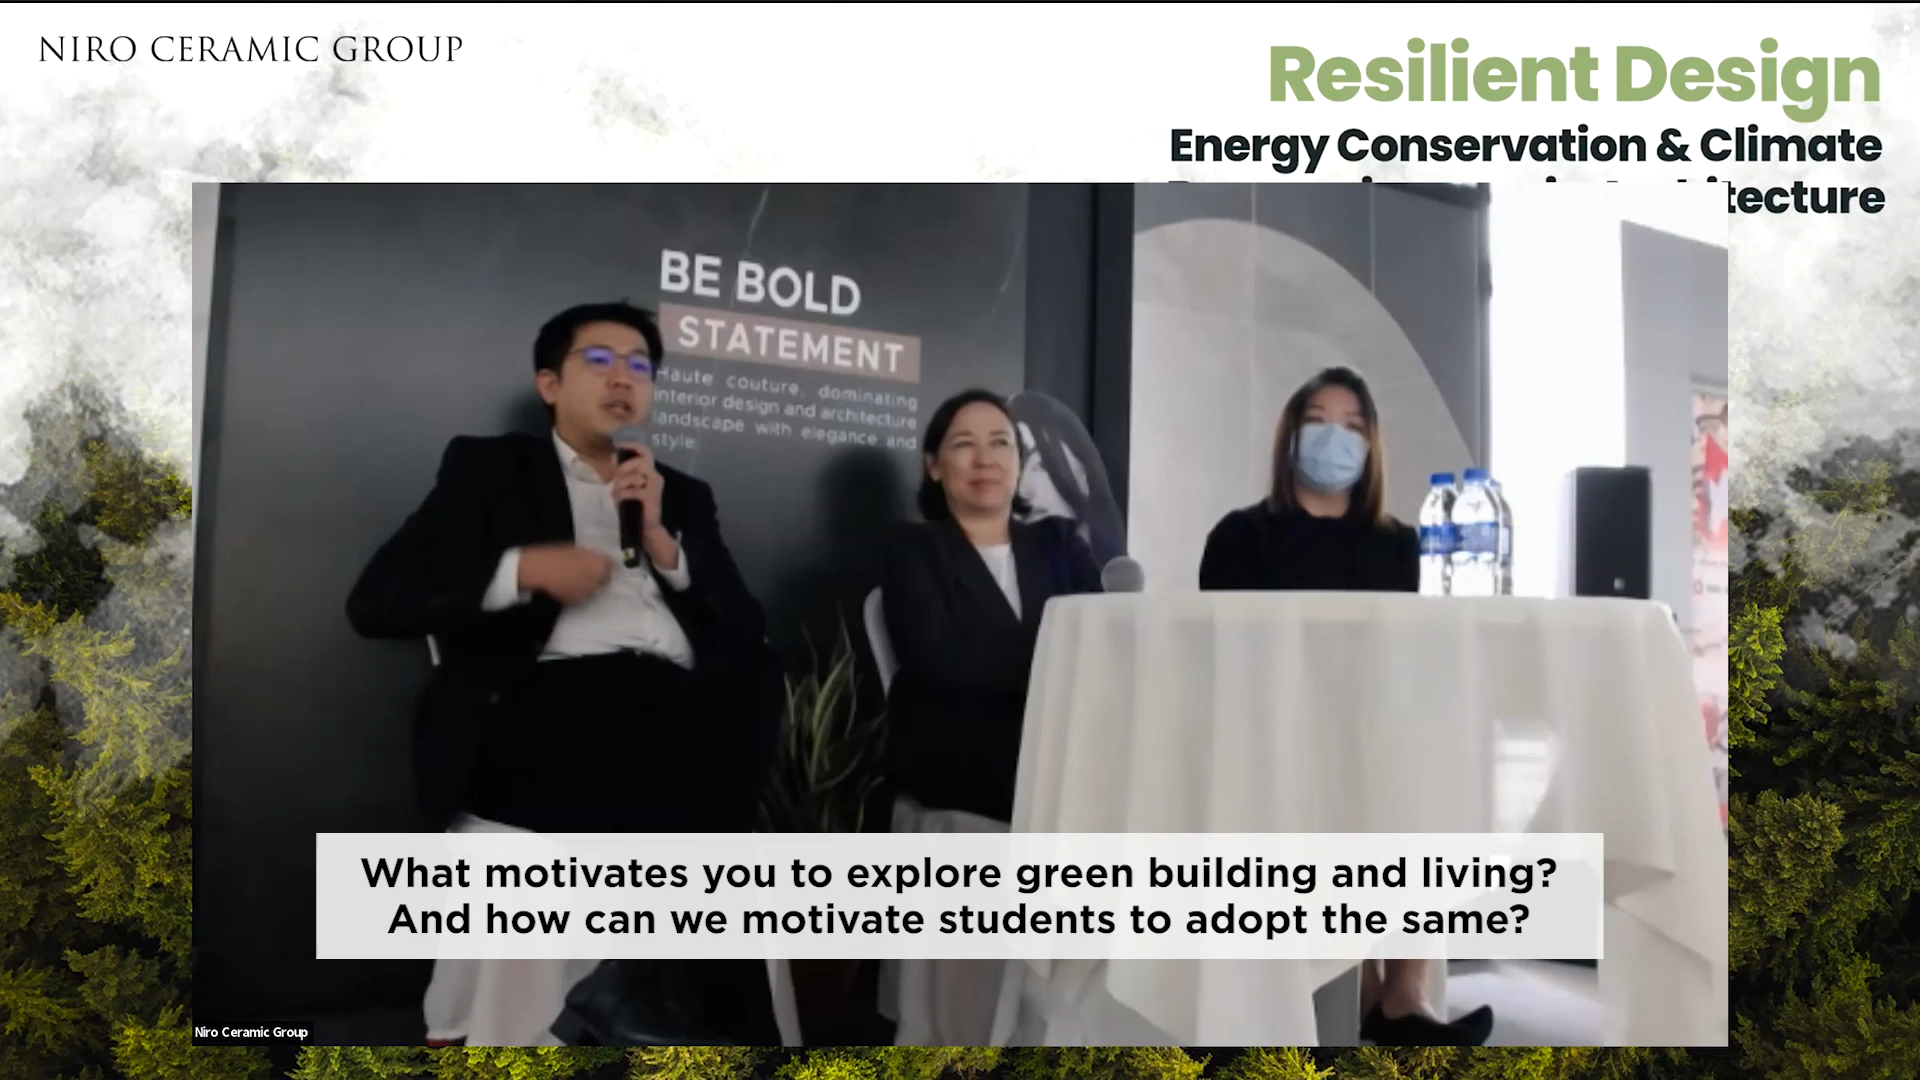 NIRO CERAMIC GROUP
Resilient Design
Energy Conservation & Climate
tecture
BE BOLD
STATEMENT
Haute couture, dominating
interior design and architecture
landscape with elegance and
style
What motivates you to explore green building and living?
And how can we motivate students to adopt the same?
Niro Ceramic Group